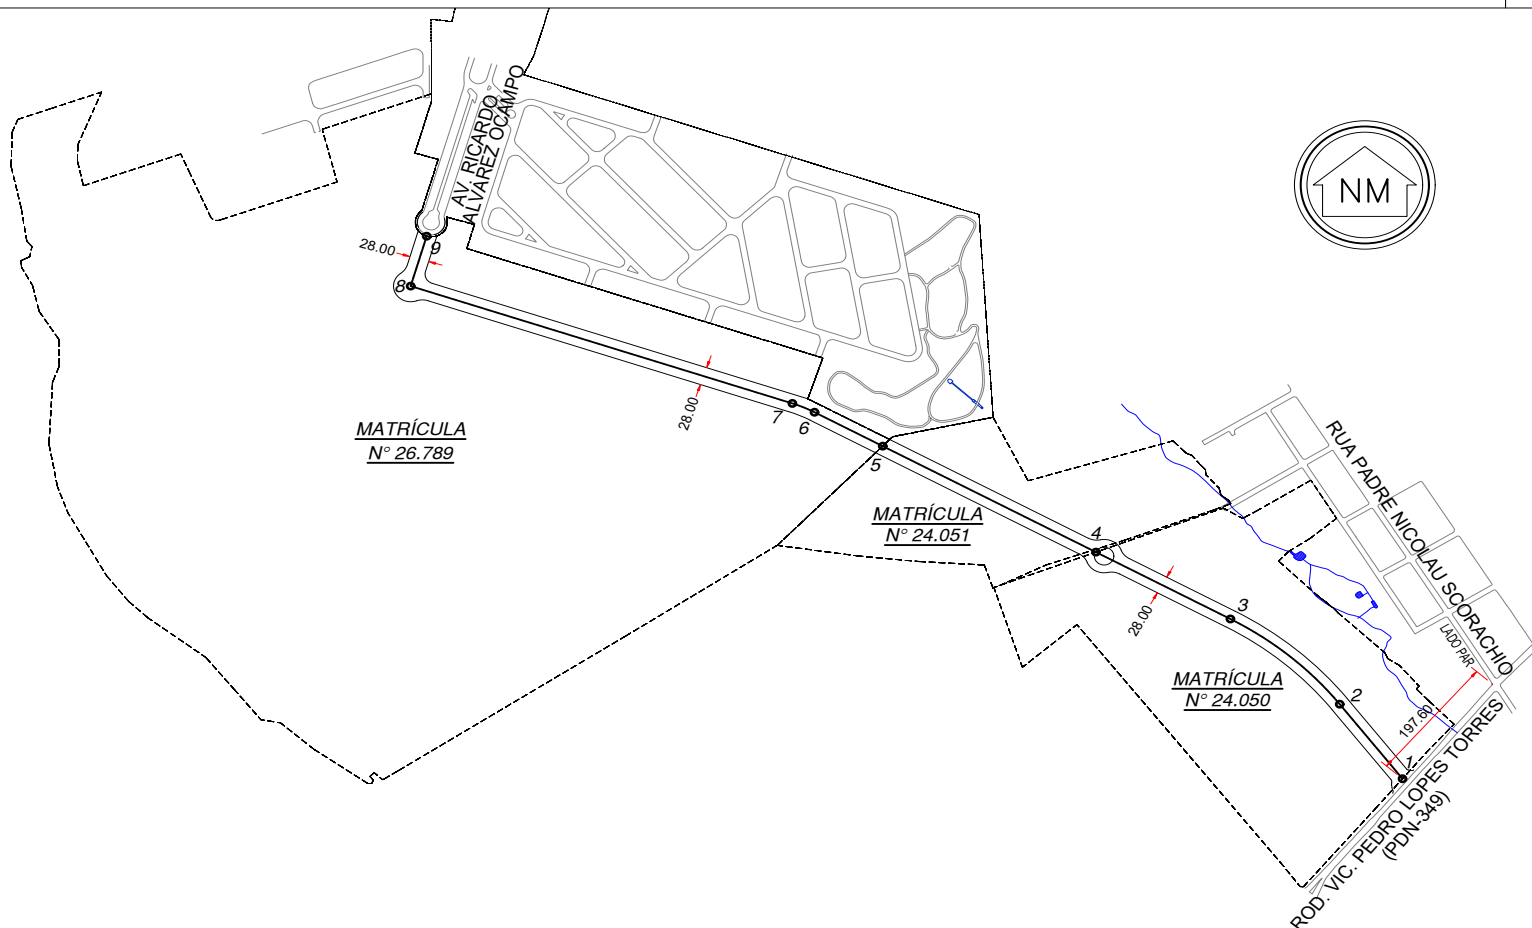 AV. RICARDO
ALVAREZ OCAMPO
NM
28.00
9
8
28.00
7
6
5
MATRÍCULA
N° 26.789
MATRÍCULA
N° 24.051
4
28.00
3
MATRÍCULA
N° 24.050
2
1
RUA PADRE NICOLAU SCORACHIO
LADO PAR
197.60
ROD. VIC. PEDRO LOPES TORRES
(PDN-349)